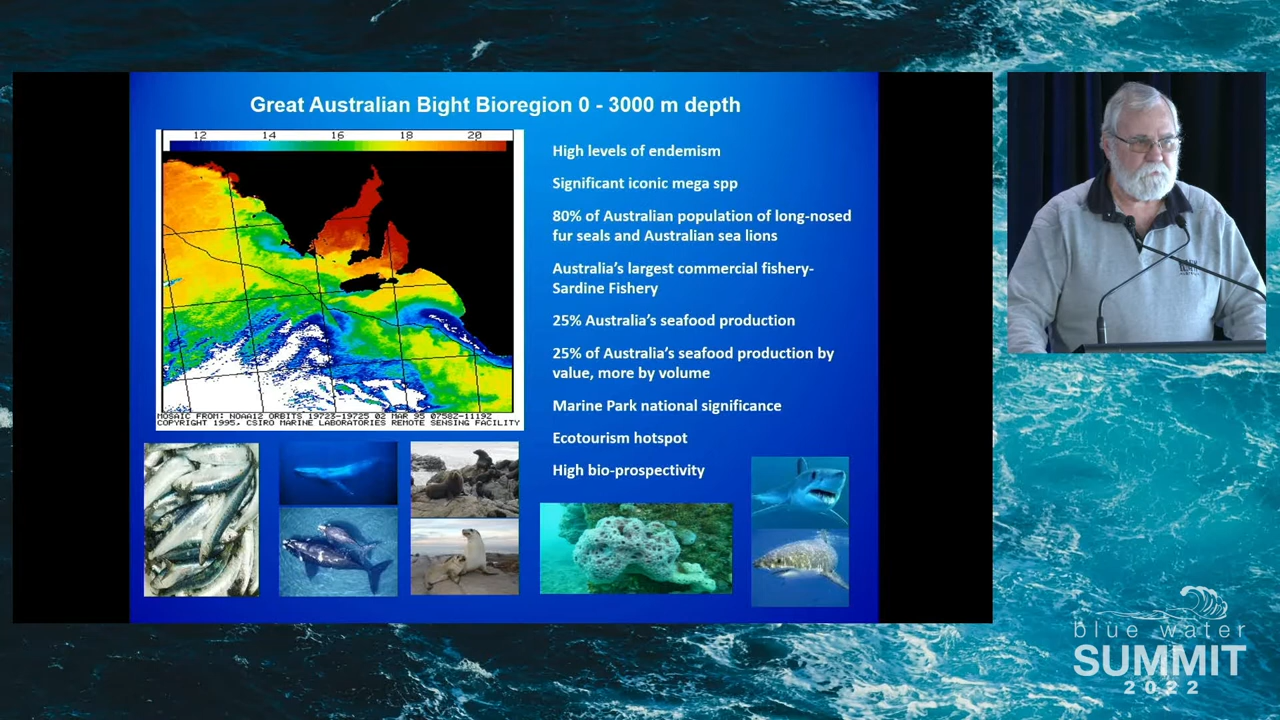 Great Australian Bight Bioregion 0 - 3000 m depth
12 14 16 18 20
MOSAIC FROM: NOAA12 ORBITS 19723-19725 02 MAR 95 0758Z-1119Z
COPYRIGHT 1995, CSIRO MARINE LABORATORIES REMOTE SENSING FACILITY
High levels of endemism
Significant iconic mega spp
80% of Australian population of long-nosed
fur seals and Australian sea lions
Australia's largest commercial fishery-
Sardine Fishery
25% Australia's seafood production
25% of Australia's seafood production by
value, more by volume
Marine Park national significance
Ecotourism hotspot
High bio-prospectivity
blue water
SUMMIT
2022